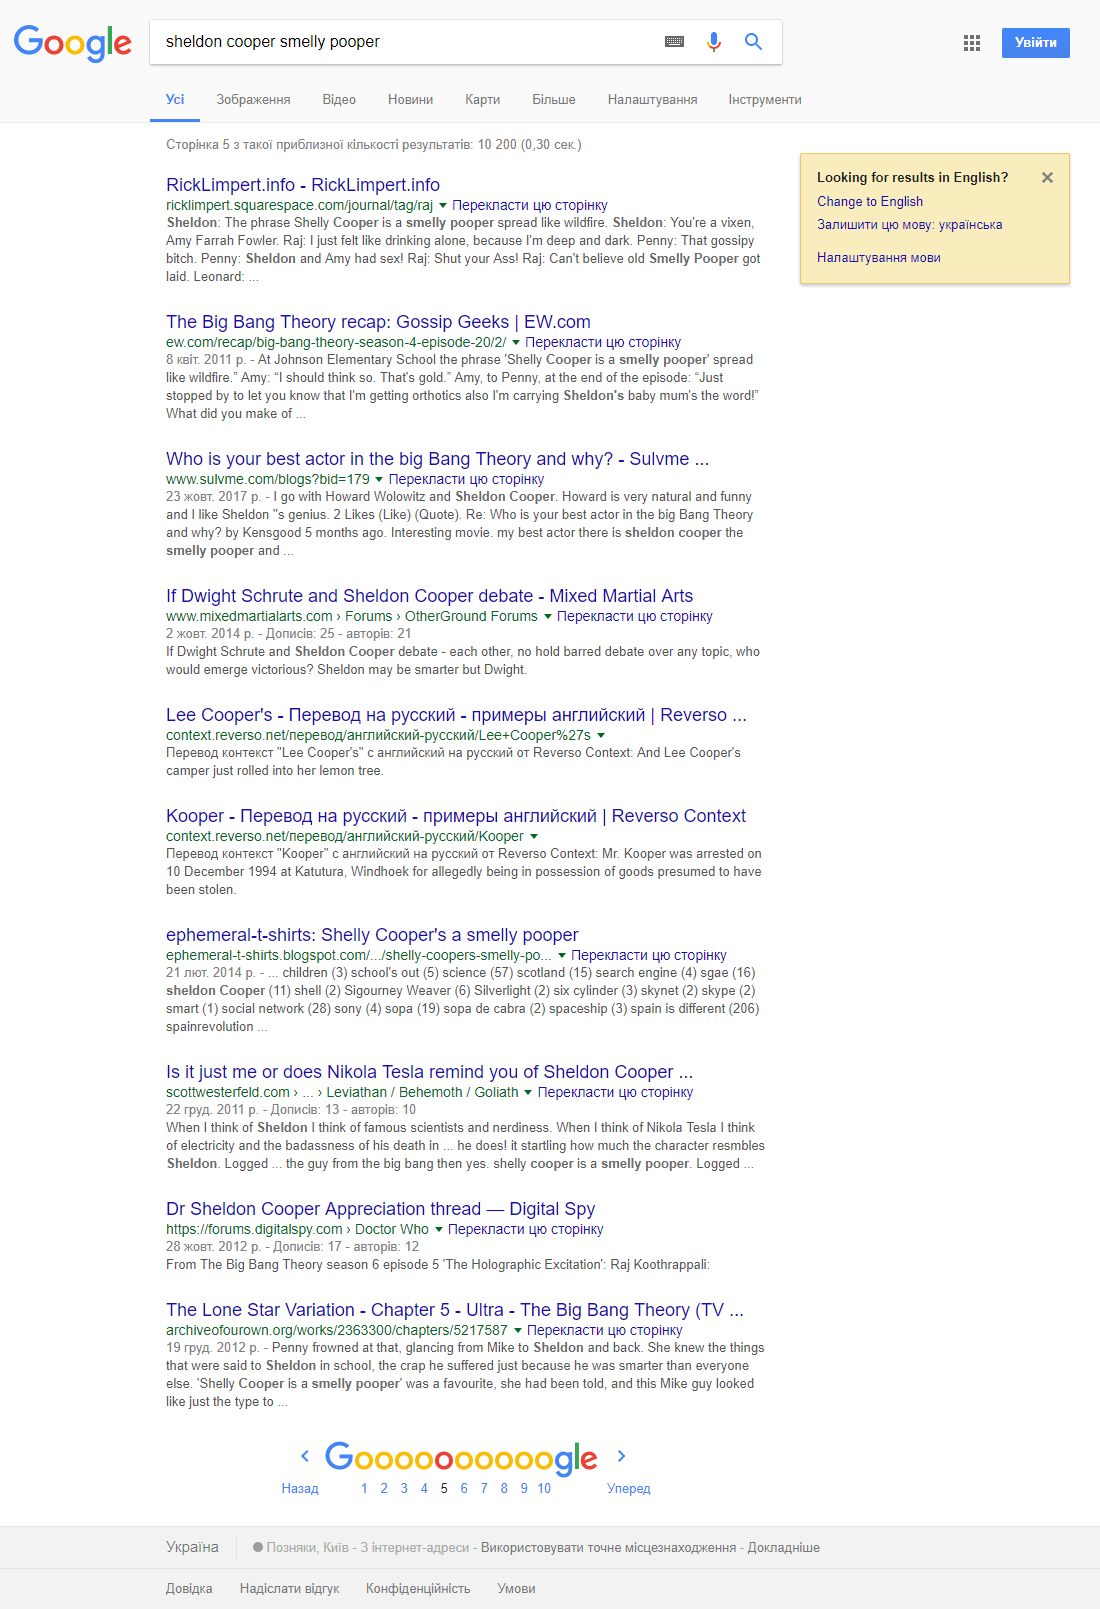 Google
sheldon cooper smelly pooper
Увійти
Усі Зображення Відео Новини Карти Більше Налаштування Інструменти
Сторінка 5 з такої приблизної кількості результатів: 10 200 (0,30 сек.)
Looking for results in English?
Change to English
Залишити цю мову: українська
Налаштування мови
RickLimpert.info - RickLimpert.info
ricklimpert.squarespace.com/journal/tag/raj Перекласти цю сторінку
Sheldon: The phrase Shelly Cooper is a smelly pooper spread like wildfire. Sheldon: You're a vixen,
Amy Farrah Fowler. Raj: I just felt like drinking alone, because I'm deep and dark. Penny: That gossipy
bitch. Penny: Sheldon and Amy had sex! Raj: Shut your Ass! Raj: Can't believe old Smelly Pooper got
laid. Leonard: ...
The Big Bang Theory recap: Gossip Geeks | EW.com
ew.com/recap/big-bang-theory-season-4-episode-20/2/ Перекласти цю сторінку
8 квіт. 2011 р. - At Johnson Elementary School the phrase 'Shelly Cooper is a smelly pooper' spread
like wildfire.” Amy: “I should think so. That's gold.” Amy, to Penny, at the end of the episode: “Just
stopped by to let you know that I'm getting orthotics also I'm carrying Sheldon's baby mum's the word!”
What did you make of ...
Who is your best actor in the big Bang Theory and why? - Sulvme ...
www.sulvme.com/blogs?bid=179 Перекласти цю сторінку
23 жовт. 2017 р. - I go with Howard Wolowitz and Sheldon Cooper. Howard is very natural and funny
and I like Sheldon "s genius. 2 Likes (Like) (Quote). Re: Who is your best actor in the big Bang Theory
and why? by Kensgood 5 months ago. Interesting movie. my best actor there is sheldon cooper the
smelly pooper and ...
If Dwight Schrute and Sheldon Cooper debate - Mixed Martial Arts
www.mixedmartialarts.com › Forums › OtherGround Forums Перекласти цю сторінку
2 жовт. 2014 р. - Дописів: 25 - авторів: 21
If Dwight Schrute and Sheldon Cooper debate - each other, no hold barred debate over any topic, who
would emerge victorious? Sheldon may be smarter but Dwight.
Lee Cooper's - Перевод на русский - примеры английский | Reverso ...
context.reverso.net/перевод/английский-русский/Lee+Cooper%27s
Перевод контекст "Lee Cooper's" c английский на русский от Reverso Context: And Lee Cooper's
camper just rolled into her lemon tree.
Kooper - Перевод на русский - примеры английский | Reverso Context
context.reverso.net/перевод/английский-русский/Kooper
Перевод контекст "Kooper" c английский на русский от Reverso Context: Mr. Kooper was arrested on
10 December 1994 at Katutura, Windhoek for allegedly being in possession of goods presumed to have
been stolen.
ephemeral-t-shirts: Shelly Cooper's a smelly pooper
ephemeral-t-shirts.blogspot.com/.../shelly-coopers-smelly-po... Перекласти цю сторінку
21 лют. 2014 р. - ... children (3) school's out (5) science (57) scotland (15) search engine (4) sgae (16)
sheldon Cooper (11) shell (2) Sigourney Weaver (6) Silverlight (2) six cylinder (3) skynet (2) skype (2)
smart (1) social network (28) sony (4) sopa (19) sopa de cabra (2) spaceship (3) spain is different (206)
spainrevolution ...
Is it just me or does Nikola Tesla remind you of Sheldon Cooper ...
scottwesterfeld.com › ... › Leviathan / Behemoth / Goliath Перекласти цю сторінку
22 груд. 2011 р. - Дописів: 13 - авторів: 10
When I think of Sheldon I think of famous scientists and nerdiness. When I think of Nikola Tesla I think
of electricity and the badassness of his death in ... he does! it startling how much the character resmbles
Sheldon. Logged ... the guy from the big bang then yes. shelly cooper is a smelly pooper. Logged ...
Dr Sheldon Cooper Appreciation thread — Digital Spy
https://forums.digitalspy.com › Doctor Who Перекласти цю сторінку
28 жовт. 2012 р. - Дописів: 17 - авторів: 12
From The Big Bang Theory season 6 episode 5 'The Holographic Excitation': Raj Koothrappali:
The Lone Star Variation - Chapter 5 - Ultra - The Big Bang Theory (TV ...
archiveofourown.org/works/2363300/chapters/5217587 Перекласти цю сторінку
19 груд. 2012 р. - Penny frowned at that, glancing from Mike to Sheldon and back. She knew the things
that were said to Sheldon in school, the crap he suffered just because he was smarter than everyone
else. 'Shelly Cooper is a smelly pooper' was a favourite, she had been told, and this Mike guy looked
like just the type to ...
Goooooooooogle
Назад 1 2 3 4 5 6 7 8 9 10 Уперед
Україна Позняки, Київ - З інтернет-адреси - Використовувати точне місцезнаходження - Докладніше
Довідка Надіслати відгук Конфіденційність Умови